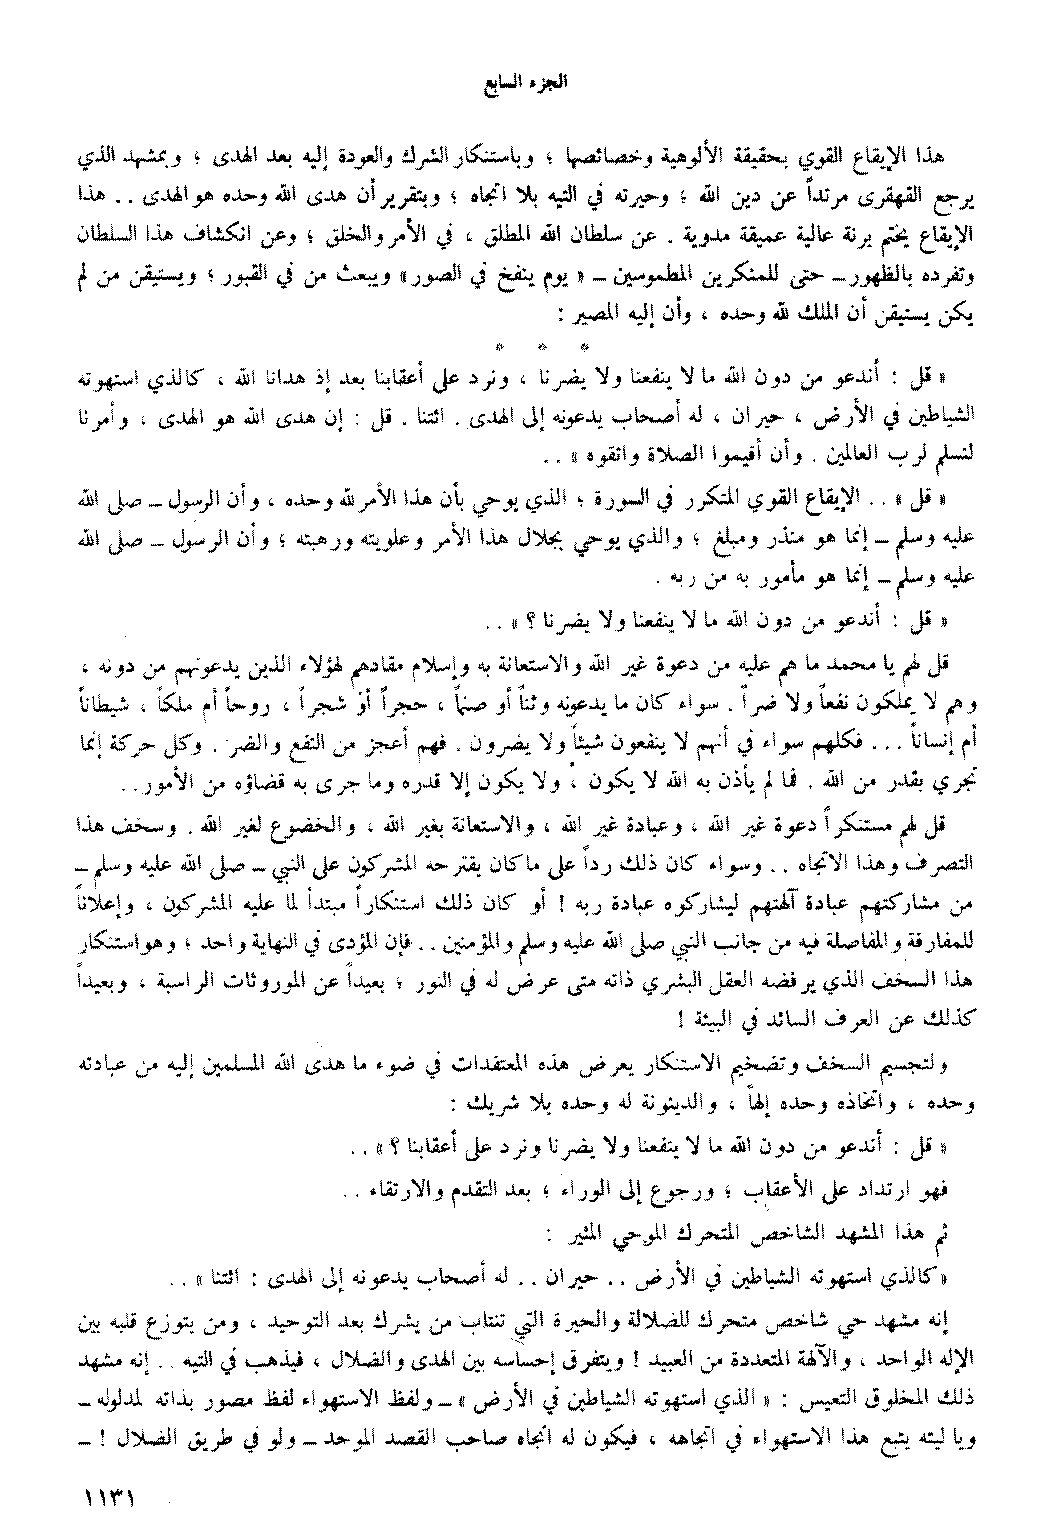 الجزء السابع
هذا الإيقاع القوي بحقيقة الألوهية وخصائصها ؛ وباستنكار الشرك والعودة إليه بعد الهدى ؛ وبمشهد الذي
يرجع القهقرى مرتداً عن دين الله ؛ وحيرته في التيه بلا اتجاه ؛ وبتقرير أن هدى الله وحده هو الهدى . . هذا
الإيقاع يختم برنة عالية عميقة مدوية . عن سلطان الله المطلق ، في الأمر والخلق ؛ وعن انكشاف هذا السلطان
وتفرده بالظهور – حتى للمنكرين المطموسين – « يوم ينفخ في الصور » ويبعث من في القبور ؛ ويستيقن من لم
يكن يستيقن أن الملك لله وحده ، وأن إليه المصير :
* * *
« قل : أندعو من دون الله ما لا ينفعنا ولا يضرنا ، ونرد على أعقابنا بعد إذ هدانا الله ، كالذي استهوته
الشياطين في الأرض ، حيران ، له أصحاب يدعونه إلى الهدى . ائتنا . قل : إن هدى الله هو الهدى ، وأمرنا
لنسلم لرب العالمين . وأن أقيموا الصلاة واتقوه » . .
« قل » . . الإيقاع القوي المتكرر في السورة ؛ الذي يوحي بأن هذا الأمر لله وحده ، وأن الرسول – صلى الله
عليه وسلم – إنما هو منذر ومبلغ ؛ والذي يوحي بجلال هذا الأمر وعلويته ورهبته ؛ وأن الرسول – صلى الله
عليه وسلم – إنما هو مأمور به من ربه .
« قل : أندعو من دون الله ما لا ينفعنا ولا يضرنا ؟ » . .
قل لهم يا محمد ما هم عليه من دعوة غير الله والاستعانة به وإسلام مقادهم لهؤلاء الذين يدعونهم من دونه ،
وهم لا يملكون نفعاً ولا ضراً . سواء كان ما يدعونه وثناً أو صنماً ، حجراً أو شجراً ، روحاً أم ملكاً ، شيطاناً
أم إنساناً ... فكلهم سواء في أنهم لا ينفعون شيئاً ولا يضرون . فهم أعجز من النفع والضر . وكل حركة إنما
تجري بقدر من الله . فما لم يأذن به الله لا يكون ، ولا يكون إلا قدره وما جرى به قضاؤه من الأمور . .
قل لهم مستنكراً دعوة غير الله ، وعبادة غير الله ، والاستعانة بغير الله ، والخضوع لغير الله . وسخف هذا
التصرف وهذا الاتجاه . . وسواء كان ذلك رداً على ما كان يقترحه المشركون على النبي – صلى الله عليه وسلم –
من مشاركتهم عبادة آلهتهم ليشاركوه عبادة ربه ! أو كان ذلك استنكاراً مبتدأ لما عليه المشركون ، وإعلاناً
للمفارقة والمفاصلة فيه من جانب النبي صلى الله عليه وسلم والمؤمنين . . فإن المؤدى في النهاية واحد ؛ وهو استنكار
هذا السخف الذي يرفضه العقل البشري ذاته متى عرض له في النور ؛ بعيداً عن الموروثات الراسبة ، وبعيداً
كذلك عن العرف السائد في البيئة !
ولتجسيم السخف وتضخيم الاستنكار يعرض هذه المعتقدات في ضوء ما هدى الله المسلمين إليه من عبادته
وحده ، واتخاذه وحده إلهاً ، والدينونة له وحده بلا شريك :
« قل : أندعو من دون الله ما لا ينفعنا ولا يضرنا ونرد على أعقابنا ؟ » . .
فهو ارتداد على الأعقاب ؛ ورجوع إلى الوراء ؛ بعد التقدم والارتقاء . .
ثم هذا المشهد الشاخص المتحرك الموحي المثير :
« كالذي استهوته الشياطين في الأرض . . حيران . . له أصحاب يدعونه إلى الهدى : ائتنا » . .
إنه مشهد حي شاخص متحرك للضلالة والحيرة التي تنتاب من يشرك بعد التوحيد ، ومن يتوزع قلبه بين
الإله الواحد ، والآلهة المتعددة من العبيد ! ويتفرق إحساسه بين الهدى والضلال ، فيذهب في التيه . . إنه مشهد
ذلك المخلوق التعيس : « الذي استهوته الشياطين في الأرض » – ولفظ الاستهواء لفظ مصور بذاته لمدلوله –
ويا ليته يتبع هذا الاستهواء في اتجاهه ، فيكون له اتجاه صاحب القصد الموحد – ولو في طريق الضلال ! –
١١٣١